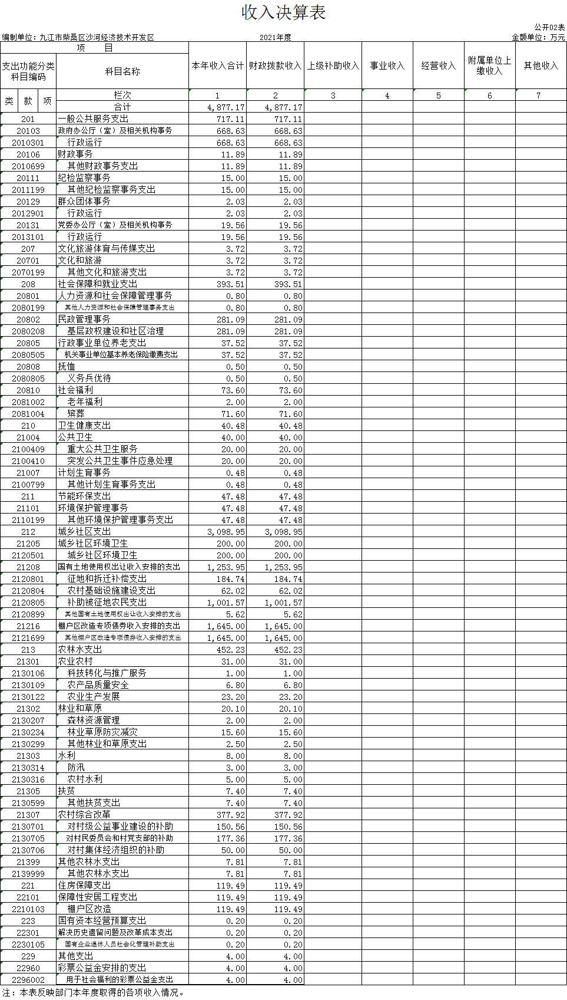 收入决算表
公开02表
编制单位：九江市柴桑区沙河经济技术开发区 2021年度 金额单位：万元
项 目
支出功能分类科目编码 科目名称 本年收入合计 财政拨款收入 上级补助收入 事业收入 经营收入 附属单位上缴收入 其他收入
类 款 项 栏次 1 2 3 4 5 6 7
合计 4,877.17 4,877.17
201 一般公共服务支出 717.11 717.11
20103 政府办公厅（室）及相关机构事务 668.63 668.63
2010301 行政运行 668.63 668.63
20106 财政事务 11.89 11.89
2010699 其他财政事务支出 11.89 11.89
20111 纪检监察事务 15.00 15.00
2011199 其他纪检监察事务支出 15.00 15.00
20129 群众团体事务 2.03 2.03
2012901 行政运行 2.03 2.03
20131 党委办公厅（室）及相关机构事务 19.56 19.56
2013101 行政运行 19.56 19.56
207 文化旅游体育与传媒支出 3.72 3.72
20701 文化和旅游 3.72 3.72
2070199 其他文化和旅游支出 3.72 3.72
208 社会保障和就业支出 393.51 393.51
20801 人力资源和社会保障管理事务 0.80 0.80
2080199 其他人力资源和社会保障管理事务支出 0.80 0.80
20802 民政管理事务 281.09 281.09
2080208 基层政权建设和社区治理 281.09 281.09
20805 行政事业单位养老支出 37.52 37.52
2080505 机关事业单位基本养老保险缴费支出 37.52 37.52
20808 抚恤 0.50 0.50
2080805 义务兵优待 0.50 0.50
20810 社会福利 73.60 73.60
2081002 老年福利 2.00 2.00
2081004 殡葬 71.60 71.60
210 卫生健康支出 40.48 40.48
21004 公共卫生 40.00 40.00
2100409 重大公共卫生服务 20.00 20.00
2100410 突发公共卫生事件应急处理 20.00 20.00
21007 计划生育事务 0.48 0.48
2100799 其他计划生育事务支出 0.48 0.48
211 节能环保支出 47.48 47.48
21101 环境保护管理事务 47.48 47.48
2110199 其他环境保护管理事务支出 47.48 47.48
212 城乡社区支出 3,098.95 3,098.95
21205 城乡社区环境卫生 200.00 200.00
2120501 城乡社区环境卫生 200.00 200.00
21208 国有土地使用权出让收入安排的支出 1,253.95 1,253.95
2120801 征地和拆迁补偿支出 184.74 184.74
2120804 农村基础设施建设支出 62.02 62.02
2120805 补助被征地农民支出 1,001.57 1,001.57
2120899 其他国有土地使用权出让收入安排的支出 5.62 5.62
21216 棚户区改造专项债券收入安排的支出 1,645.00 1,645.00
2121699 其他棚户区改造专项债券收入安排的支出 1,645.00 1,645.00
213 农林水支出 452.23 452.23
21301 农业农村 31.00 31.00
2130106 科技转化与推广服务 1.00 1.00
2130109 农产品质量安全 6.80 6.80
2130122 农业生产发展 23.20 23.20
21302 林业和草原 20.10 20.10
2130207 森林资源管理 2.00 2.00
2130234 林业草原防灾减灾 15.60 15.60
2130299 其他林业和草原支出 2.50 2.50
21303 水利 8.00 8.00
2130314 防汛 3.00 3.00
2130316 农村水利 5.00 5.00
21305 扶贫 7.40 7.40
2130599 其他扶贫支出 7.40 7.40
21307 农村综合改革 377.92 377.92
2130701 对村级公益事业建设的补助 150.56 150.56
2130705 对村民委员会和村党支部的补助 177.36 177.36
2130706 对村集体经济组织的补助 50.00 50.00
21399 其他农林水支出 7.81 7.81
2139999 其他农林水支出 7.81 7.81
221 住房保障支出 119.49 119.49
22101 保障性安居工程支出 119.49 119.49
2210103 棚户区改造 119.49 119.49
223 国有资本经营预算支出 0.20 0.20
22301 解决历史遗留问题及改革成本支出 0.20 0.20
2230105 国有企业退休人员社会化管理补助支出 0.20 0.20
229 其他支出 4.00 4.00
22960 彩票公益金安排的支出 4.00 4.00
2296002 用于社会福利的彩票公益金支出 4.00 4.00
注：本表反映部门本年度取得的各项收入情况。